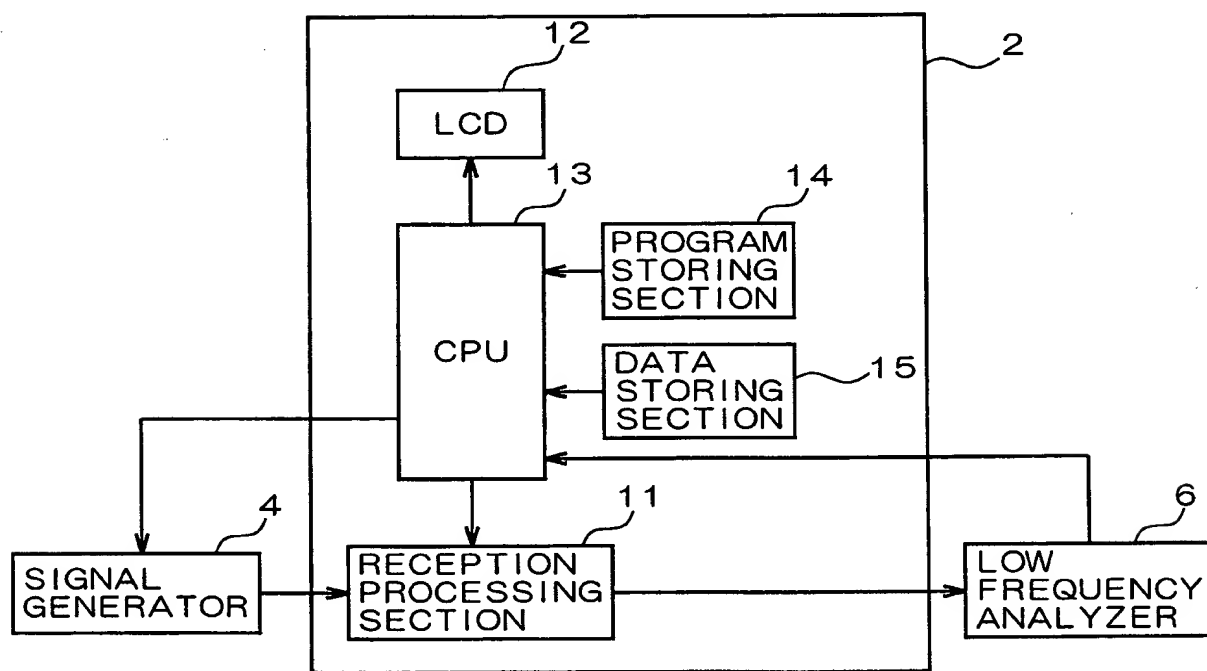 12
2
LCD
13
14
PROGRAM
STORING
SECTION
CPU
DATA
STORING
SECTION
15
4
11
6
SIGNAL
GENERATOR
RECEPTION
PROCESSING
SECTION
LOW
FREQUENCY
ANALYZER